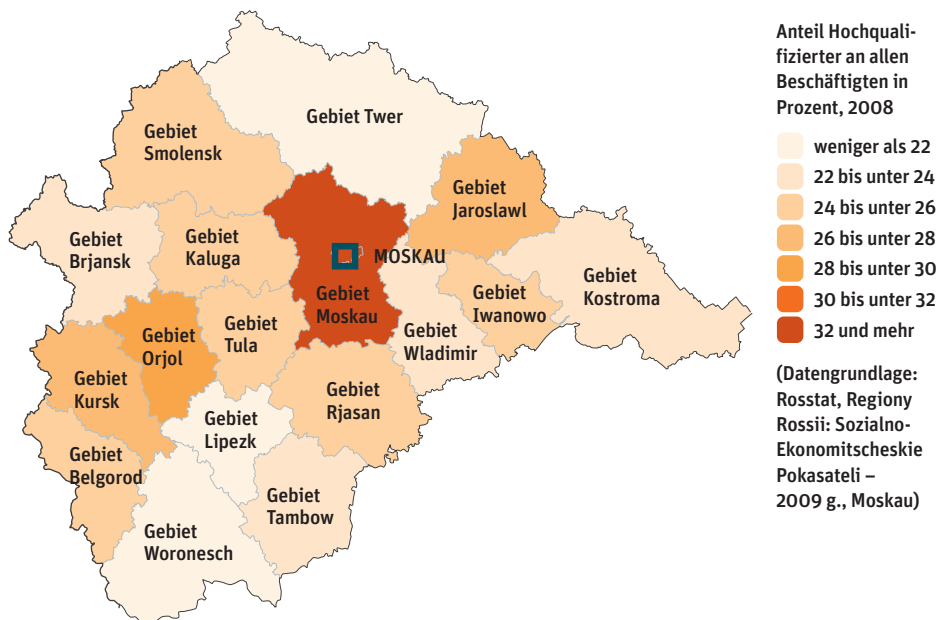 Gebiet Twer
Gebiet
Smolensk
Gebiet
Jaroslawl
Gebiet
Brjansk
Gebiet
Kaluga
MOSKAU
Gebiet
Moskau
Gebiet
Kostroma
Gebiet
Iwanowo
Gebiet
Wladimir
Gebiet
Orjol
Gebiet
Tula
Gebiet
Kursk
Gebiet
Rjasan
Gebiet
Lipezk
Gebiet
Belgorod
Gebiet
Tambow
Gebiet
Woronesch
Anteil Hochquali-
fizierter an allen
Beschäftigten in
Prozent, 2008
weniger als 22
22 bis unter 24
24 bis unter 26
26 bis unter 28
28 bis unter 30
30 bis unter 32
32 und mehr
(Datengrundlage:
Rosstat, Regiony
Rossii: Sozialno-
Ekonomitscheskie
Pokasateli –
2009 g., Moskau)